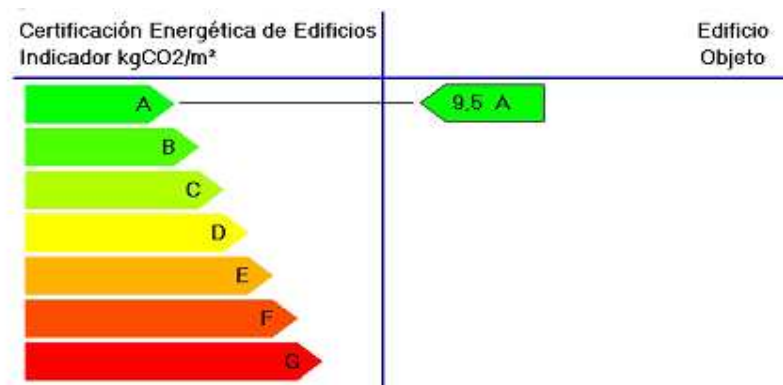 Certificación Energética de Edificios
Indicador kgCO2/m²
Edificio
Objeto
A
9,5 A
B
C
D
E
F
G